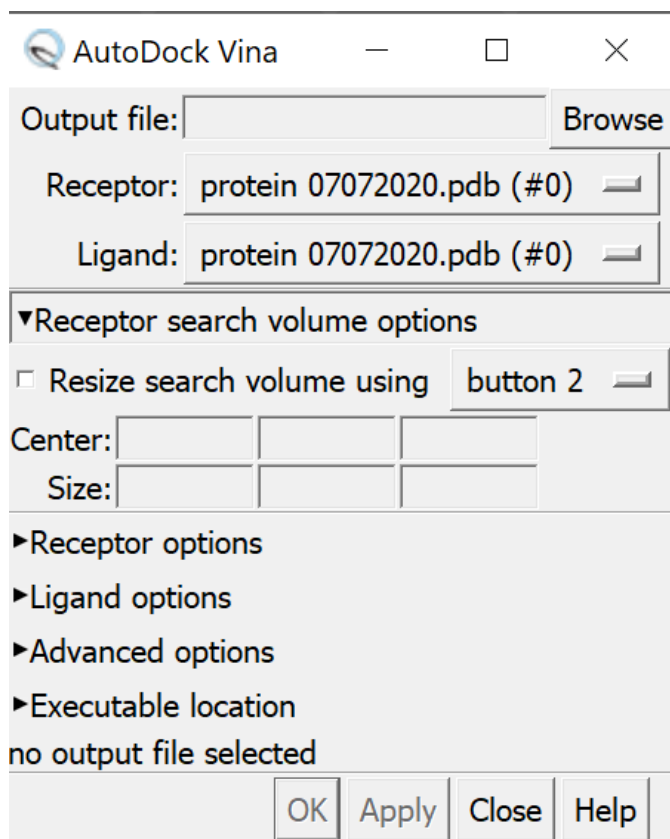 AutoDock Vina
Output file: Browse
Receptor: protein 07072020.pdb (#0)
Ligand: protein 07072020.pdb (#0)
Receptor search volume options
Resize search volume using button 2
Center:
Size:
Receptor options
Ligand options
Advanced options
Executable location
no output file selected
OK Apply Close Help